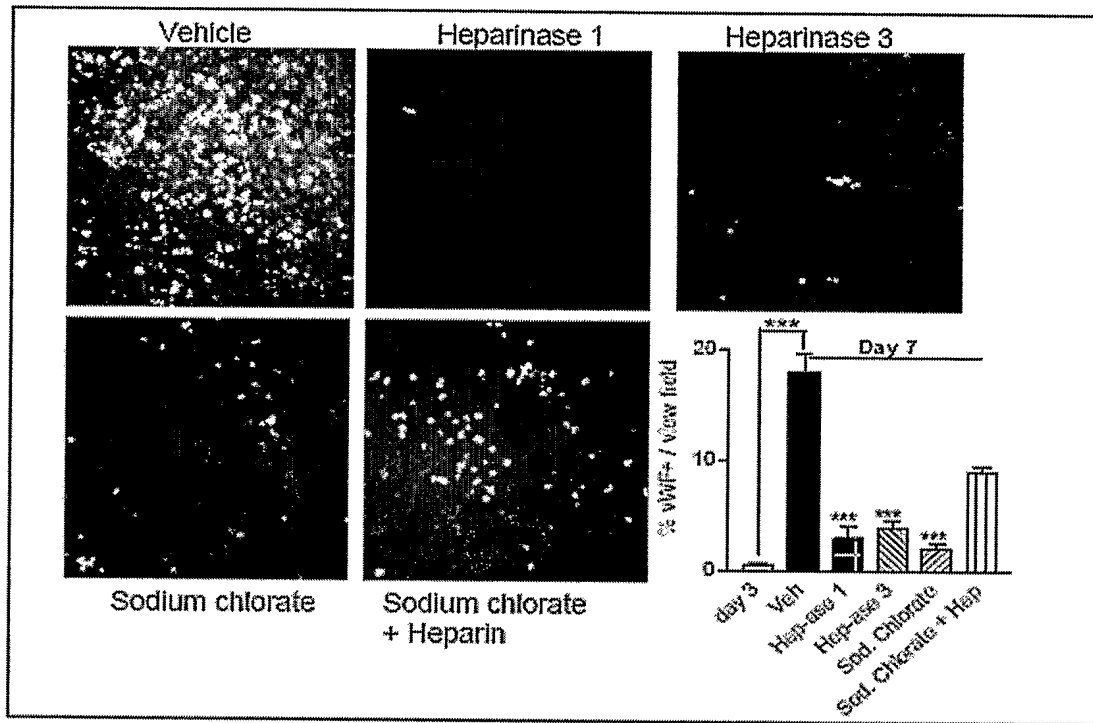 Vehicle
Heparinase 1
Heparinase 3
Sodium chlorate
Sodium chlorate
+ Heparin
***
Day 7
20
10
0
% vWF+ / view field
***
***
***
day 3
Veh
Hep-ase 1
Hep-ase 3
Sod. Chlorate
Sod. Chlorate + Hep